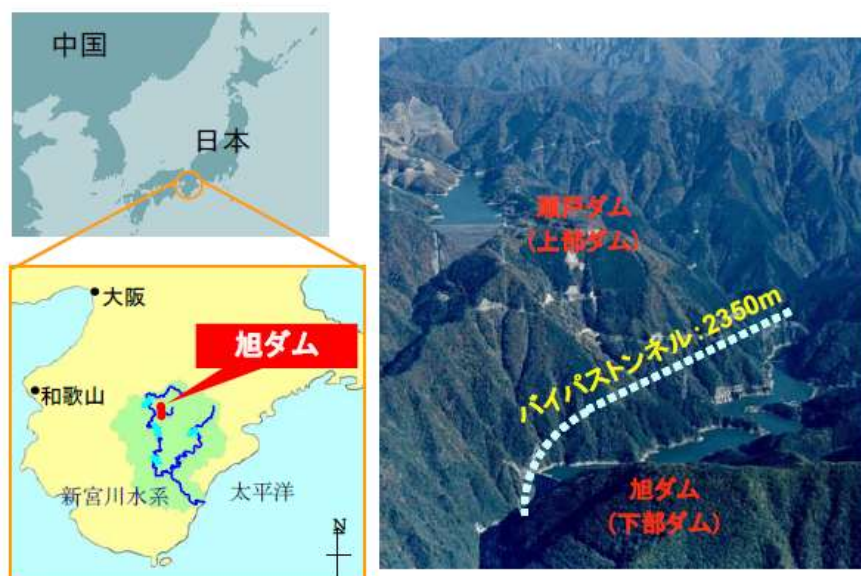 中国
日本
大阪
旭ダム
和歌山
新宮川水系
太平洋
N
瀬戸ダム
(上部ダム)
バイパストンネル:2350m
旭ダム
(下部ダム)